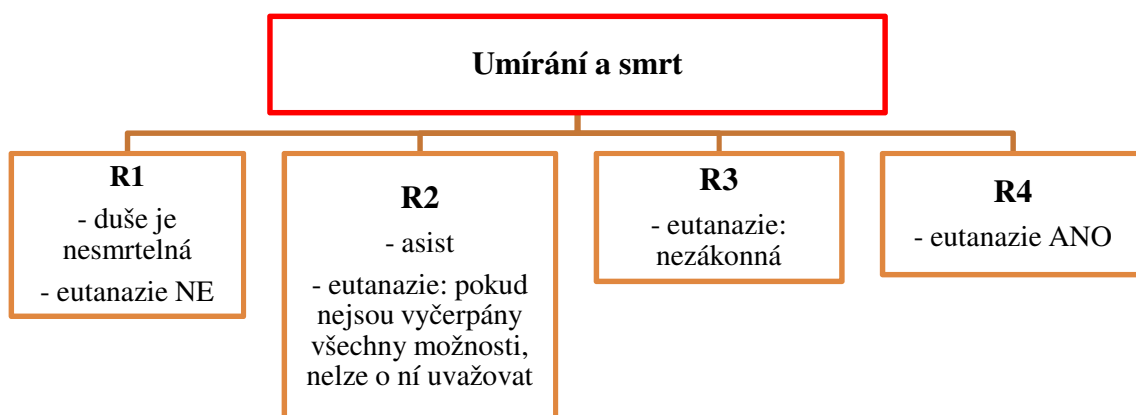 Umírání a smrt
R1
- duše je
nesmrtelná
- eutanazie NE
R2
- asist
- eutanazie: pokud
nejsou vyčerpány
všechny možnosti,
nelze o ní uvažovat
R3
- eutanazie:
nezákonná
R4
- eutanazie ANO